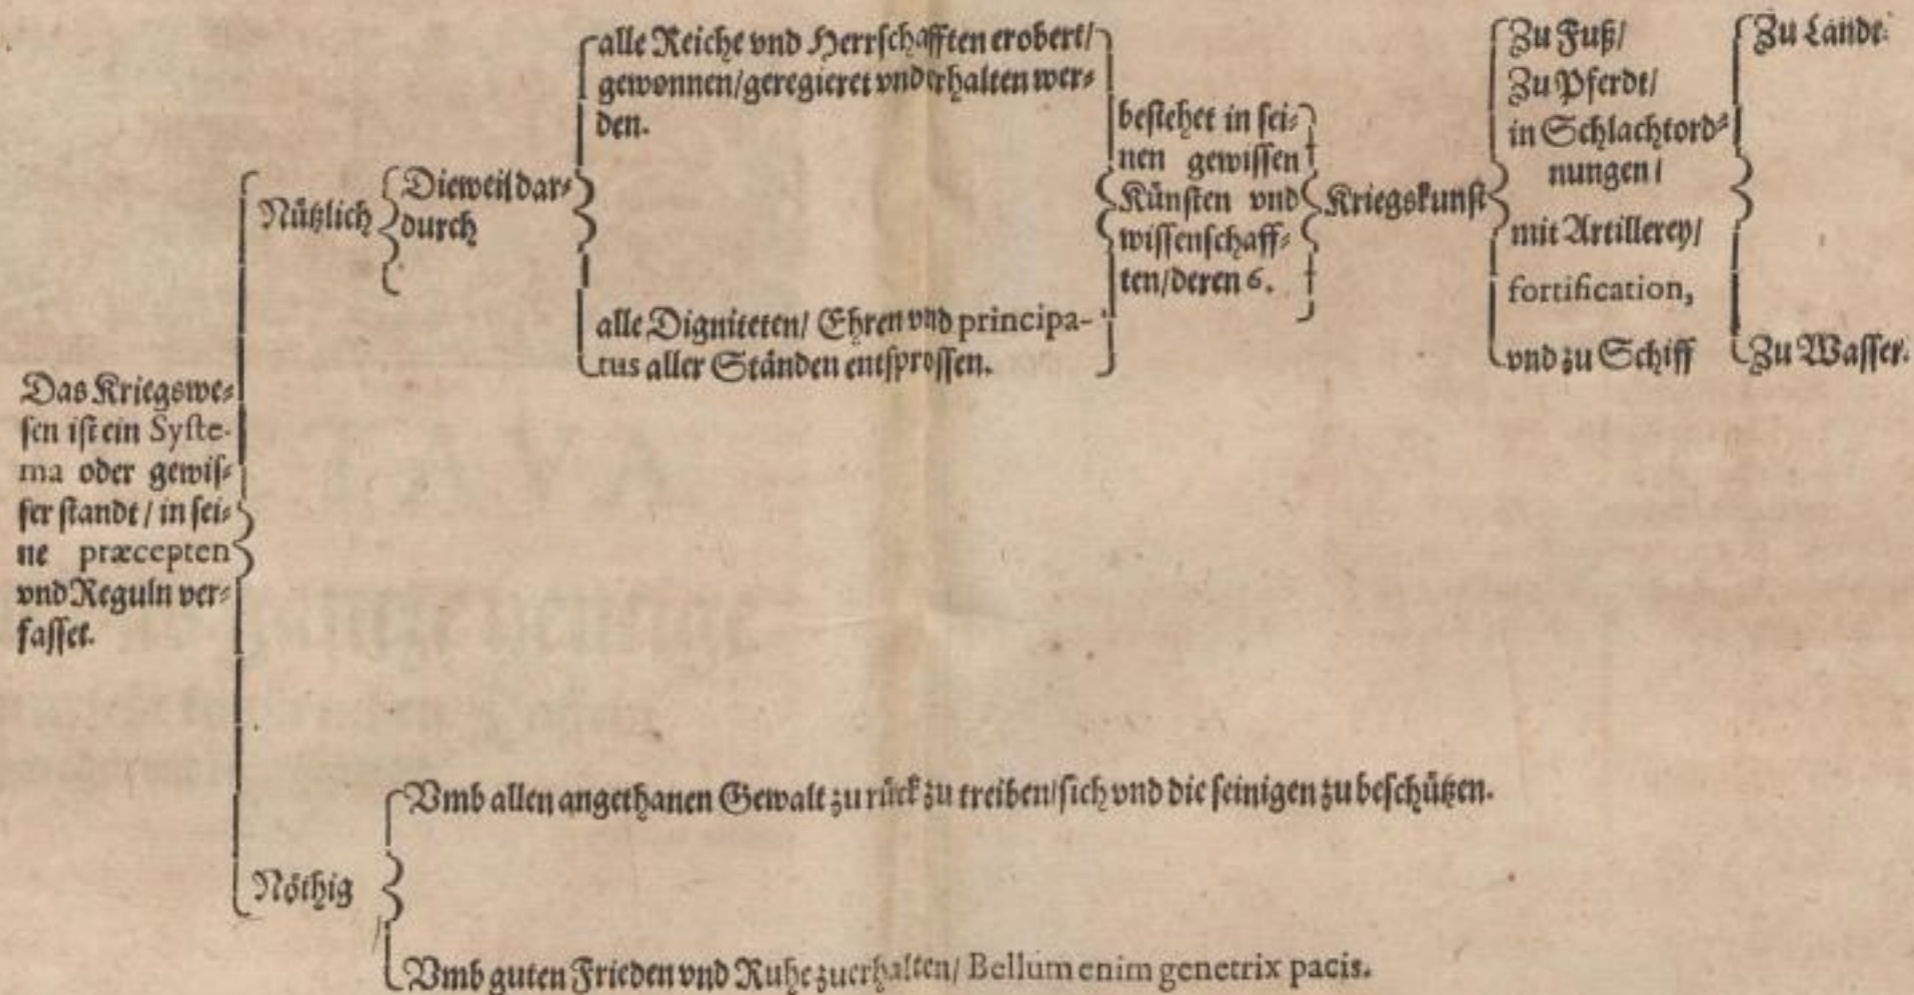 Das Kriegswe⸗
sen ist ein Syste-
ma oder gewis⸗
ser standt / in sei⸗
ne præcepten
vnd Reguln ver⸗
fasset.
Nützlich
Dieweil dar⸗
durch
alle Reiche vnd Herrschafften erobert/
gewonnen/geregieret vnd erhalten wer⸗
den.
alle Digniteten/ Ehren vnd principa-
tus aller Ständen entsprossen.
bestehet in sei⸗
nen gewissen
Künsten vnd
wissenschaff⸗
ten/deren 6.
Kriegskunst
Zu Fuß/
Zu Pferdt/
in Schlachtord⸗
nungen/
mit Artillerey/
fortification,
vnd zu Schiff
Zu Landt.
Zu Wasser.
Nöthig
Vmb allen angethanen Gewalt zu rück zu treiben/sich vnd die seinigen zu beschützen.
Vmb guten Frieden vnd Ruhe zuerhalten/ Bellum enim genetrix pacis.